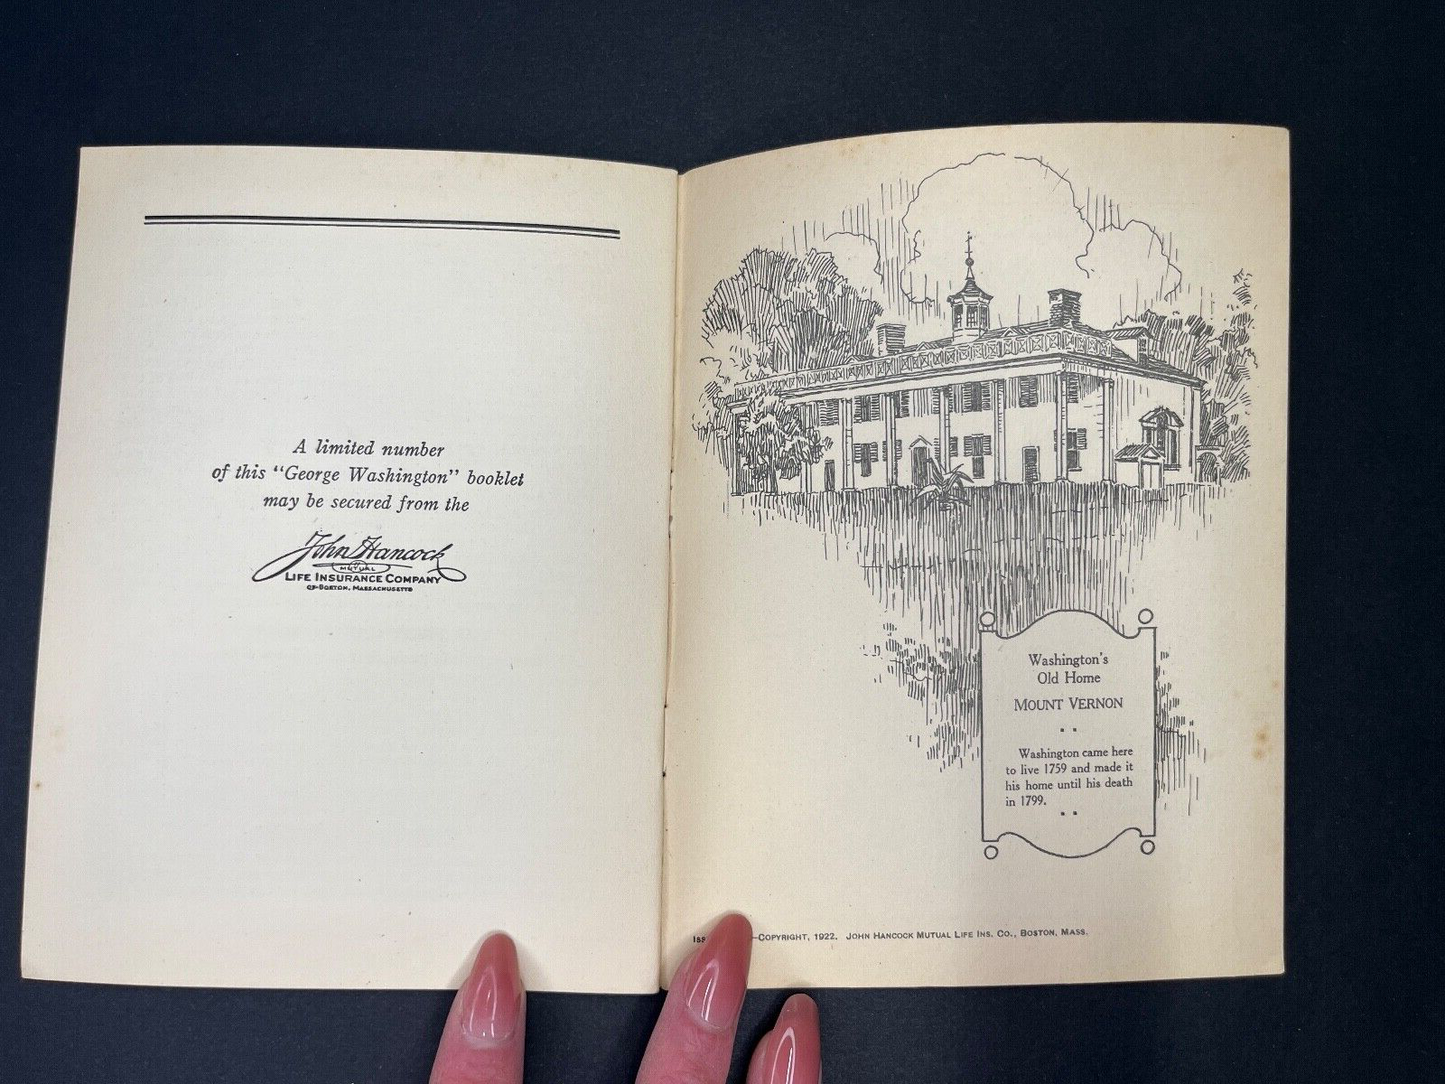 A limited number
of this "George Washington" booklet
may be secured from the
John Hancock
MUTUAL
LIFE INSURANCE COMPANY
OF BOSTON, MASSACHUSETTS
Washington's
Old Home
MOUNT VERNON
Washington came here
to live 1759 and made it
his home until his death
in 1799.
—COPYRIGHT, 1922. JOHN HANCOCK MUTUAL LIFE INS. CO., BOSTON, MASS.